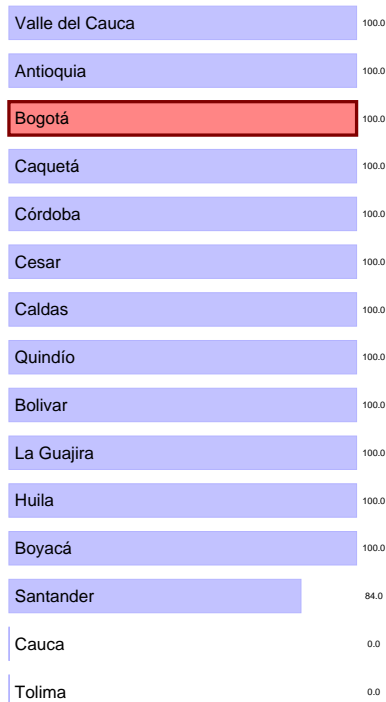 Valle del Cauca 100.0
Antioquia 100.0
Bogotá 100.0
Caquetá 100.0
Córdoba 100.0
Cesar 100.0
Caldas 100.0
Quindío 100.0
Bolivar 100.0
La Guajira 100.0
Huila 100.0
Boyacá 100.0
Santander 84.0
Cauca 0.0
Tolima 0.0